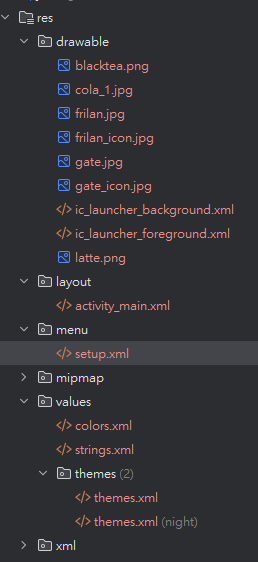 res
drawable
blacktea.png
cola_1.jpg
frilan.jpg
frilan_icon.jpg
gate.jpg
gate_icon.jpg
ic_launcher_background.xml
ic_launcher_foreground.xml
latte.png
layout
activity_main.xml
menu
setup.xml
mipmap
values
colors.xml
strings.xml
themes (2)
themes.xml
themes.xml (night)
xml